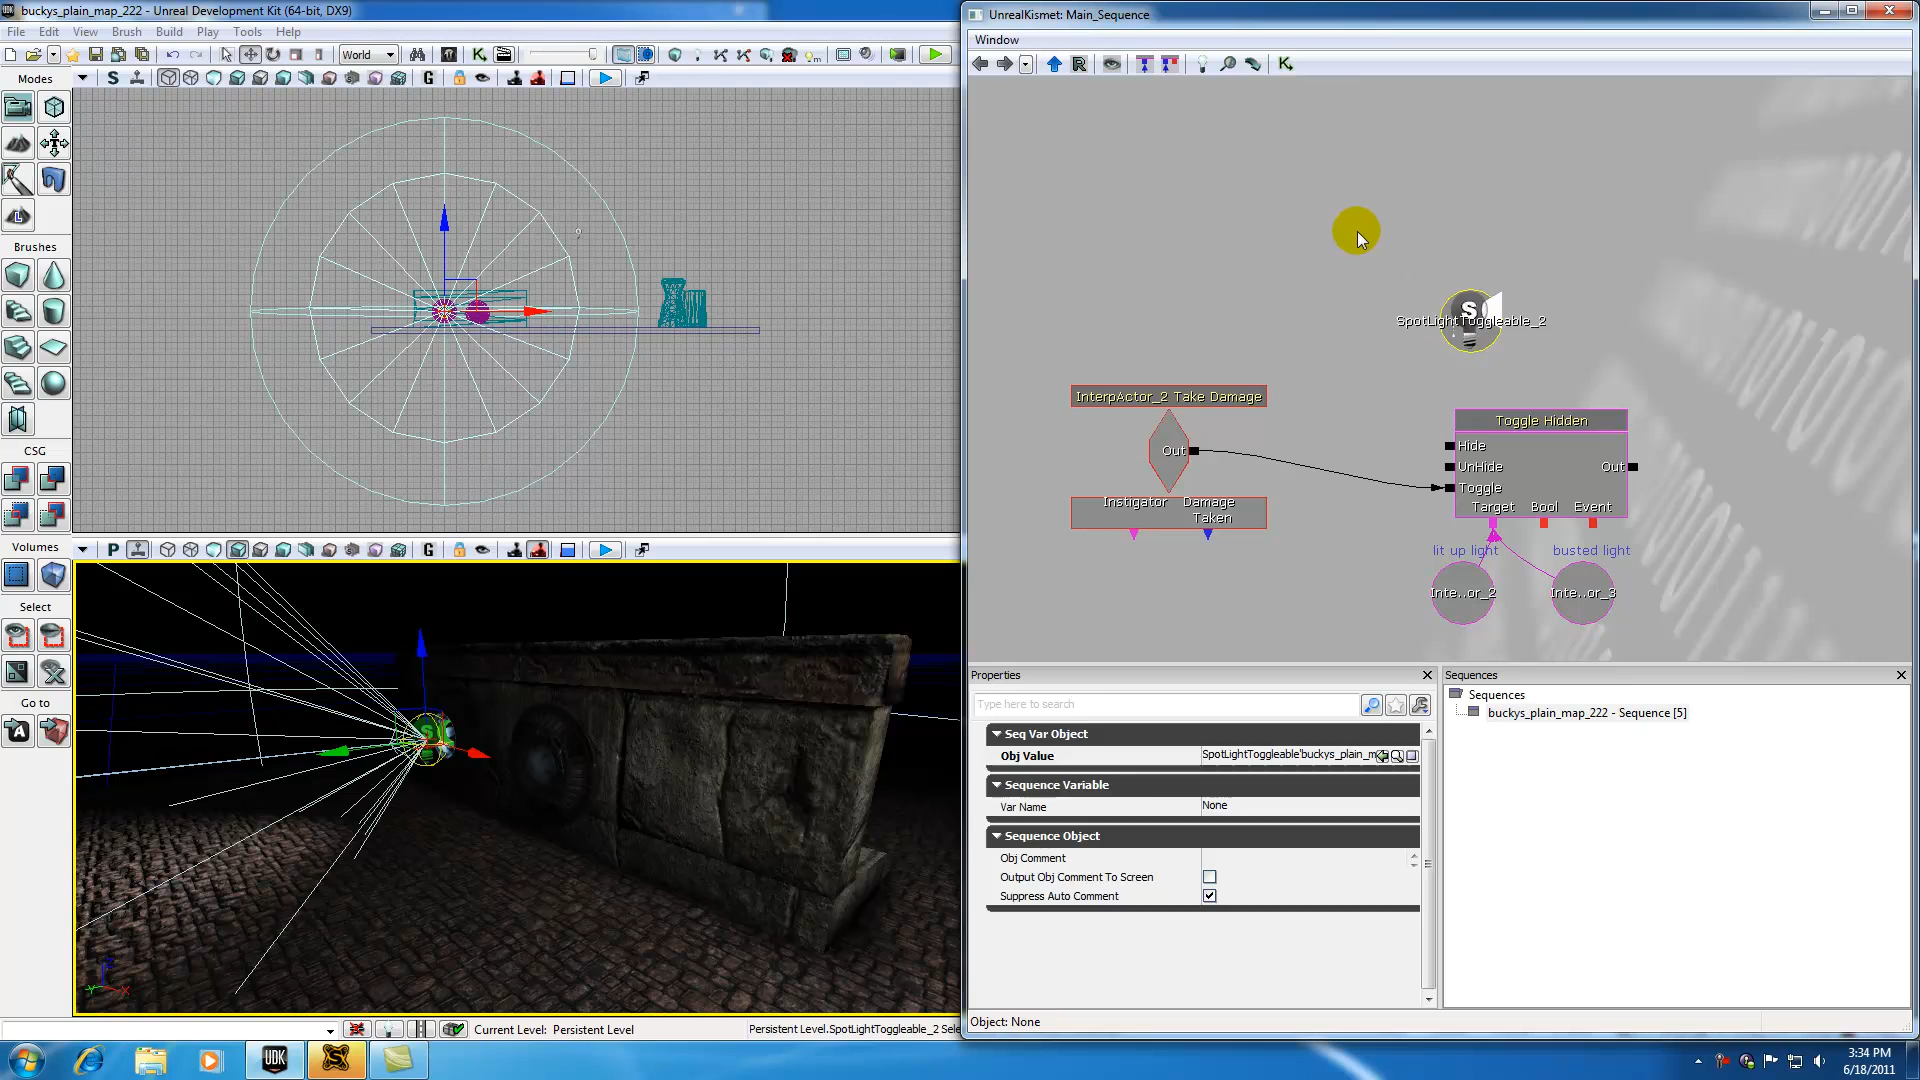 buckys_plain_map_222 - Unreal Development Kit (64-bit, DX9)
File Edit View Brush Build Play Tools Help
World
Modes
Brushes
CSG
Volumes
Select
Go to
S
G
P
G
Current Level: Persistent Level
Persistent Level.SpotLightToggleable_2 Sele
UnrealKismet: Main_Sequence
Window
SpotLightToggleable_2
InterpActor_2 Take Damage
Out
Instigator Damage
Taken
Toggle Hidden
Hide
UnHide Out
Toggle
Target Bool Event
lit up light busted light
Inte..or_2 Inte..or_3
Properties
Type here to search
Seq Var Object
Obj Value SpotLightToggleable'buckys_plain_m
Sequence Variable
Var Name None
Sequence Object
Obj Comment
Output Obj Comment To Screen
Suppress Auto Comment
Object: None
Sequences
Sequences
buckys_plain_map_222 - Sequence [5]
UDK
3:34 PM
6/18/2011